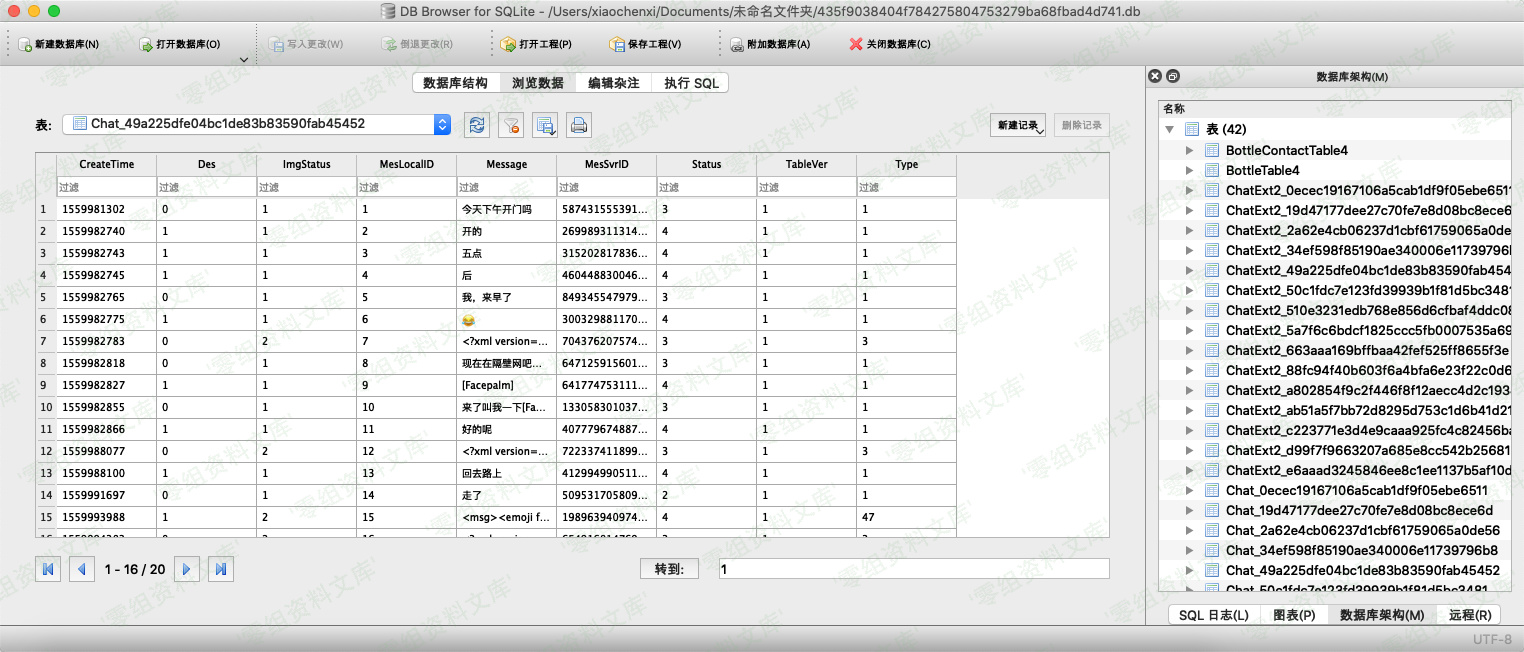 DB Browser for SQLite - /Users/xiaochenxi/Documents/未命名文件夹/435f9038404f784275804753279ba68fbad4d741.db
新建数据库(N) 打开数据库(O) 写入更改(W) 倒退更改(R) 打开工程(P) 保存工程(V) 附加数据库(A) 关闭数据库(C)
数据库结构 浏览数据 编辑杂注 执行 SQL
表: Chat_49a225dfe04bc1de83b83590fab45452 新建记录 删除记录
CreateTime Des ImgStatus MesLocalID Message MesSvrID Status TableVer Type
过滤 过滤 过滤 过滤 过滤 过滤 过滤 过滤 过滤
1 1559981302 0 1 1 今天下午开门吗 587431555391... 3 1 1
2 1559982740 1 1 2 开的 269989311314... 4 1 1
3 1559982743 1 1 3 五点 315202817836... 4 1 1
4 1559982745 1 1 4 后 460448830046... 4 1 1
5 1559982765 0 1 5 我，来早了 849345547979... 3 1 1
6 1559982775 1 1 6 😂 300329881170... 4 1 1
7 1559982783 0 2 7 <?xml version=... 704376207574... 3 1 3
8 1559982818 0 1 8 现在在隔壁网吧... 647125915601... 3 1 1
9 1559982827 1 1 9 [Facepalm] 641774753111... 4 1 1
10 1559982855 0 1 10 来了叫我一下[Fa... 133058301037... 3 1 1
11 1559982866 1 1 11 好的呢 407779674887... 4 1 1
12 1559988077 0 2 12 <?xml version=... 722337411899... 3 1 3
13 1559988100 1 1 13 回去路上 412994990511... 4 1 1
14 1559991697 0 1 14 走了 509531705809... 2 1 1
15 1559993988 1 2 15 <msg><emoji f... 198963940974... 4 1 47
1 - 16 / 20 转到: 1
数据库架构(M)
名称
表 (42)
BottleContactTable4
BottleTable4
ChatExt2_0ecec19167106a5cab1df9f05ebe6511
ChatExt2_19d47177dee27c70fe7e8d08bc8ece6
ChatExt2_2a62e4cb06237d1cbf61759065a0de
ChatExt2_34ef598f85190ae340006e11739796
ChatExt2_49a225dfe04bc1de83b83590fab454
ChatExt2_50c1fdc7e123fd39939b1f81d5bc3481
ChatExt2_510e3231edb768e856d6cfbaf4ddc08
ChatExt2_5a7f6c6bdcf1825ccc5fb0007535a69
ChatExt2_663aaa169bffbaa42fef525ff8655f3e
ChatExt2_88fc94f40b603f6a4bfa6e23f22c0d6
ChatExt2_a802854f9c2f446f8f12aecc4d2c193
ChatExt2_ab51a5f7bb72d8295d753c1d6b41d21
ChatExt2_c223771e3d4e9caaa925fc4c82456b
ChatExt2_d99f7f9663207a685e8cc542b25681
ChatExt2_e6aaad3245846ee8c1ee1137b5af10d
Chat_0ecec19167106a5cab1df9f05ebe6511
Chat_19d47177dee27c70fe7e8d08bc8ece6d
Chat_2a62e4cb06237d1cbf61759065a0de56
Chat_34ef598f85190ae340006e11739796b8
Chat_49a225dfe04bc1de83b83590fab45452
Chat_50c1fdc7e123fd39939b1f81d5bc3481
SQL 日志(L) 图表(P) 数据库架构(M) 远程(R)
UTF-8
'零组资料文库'